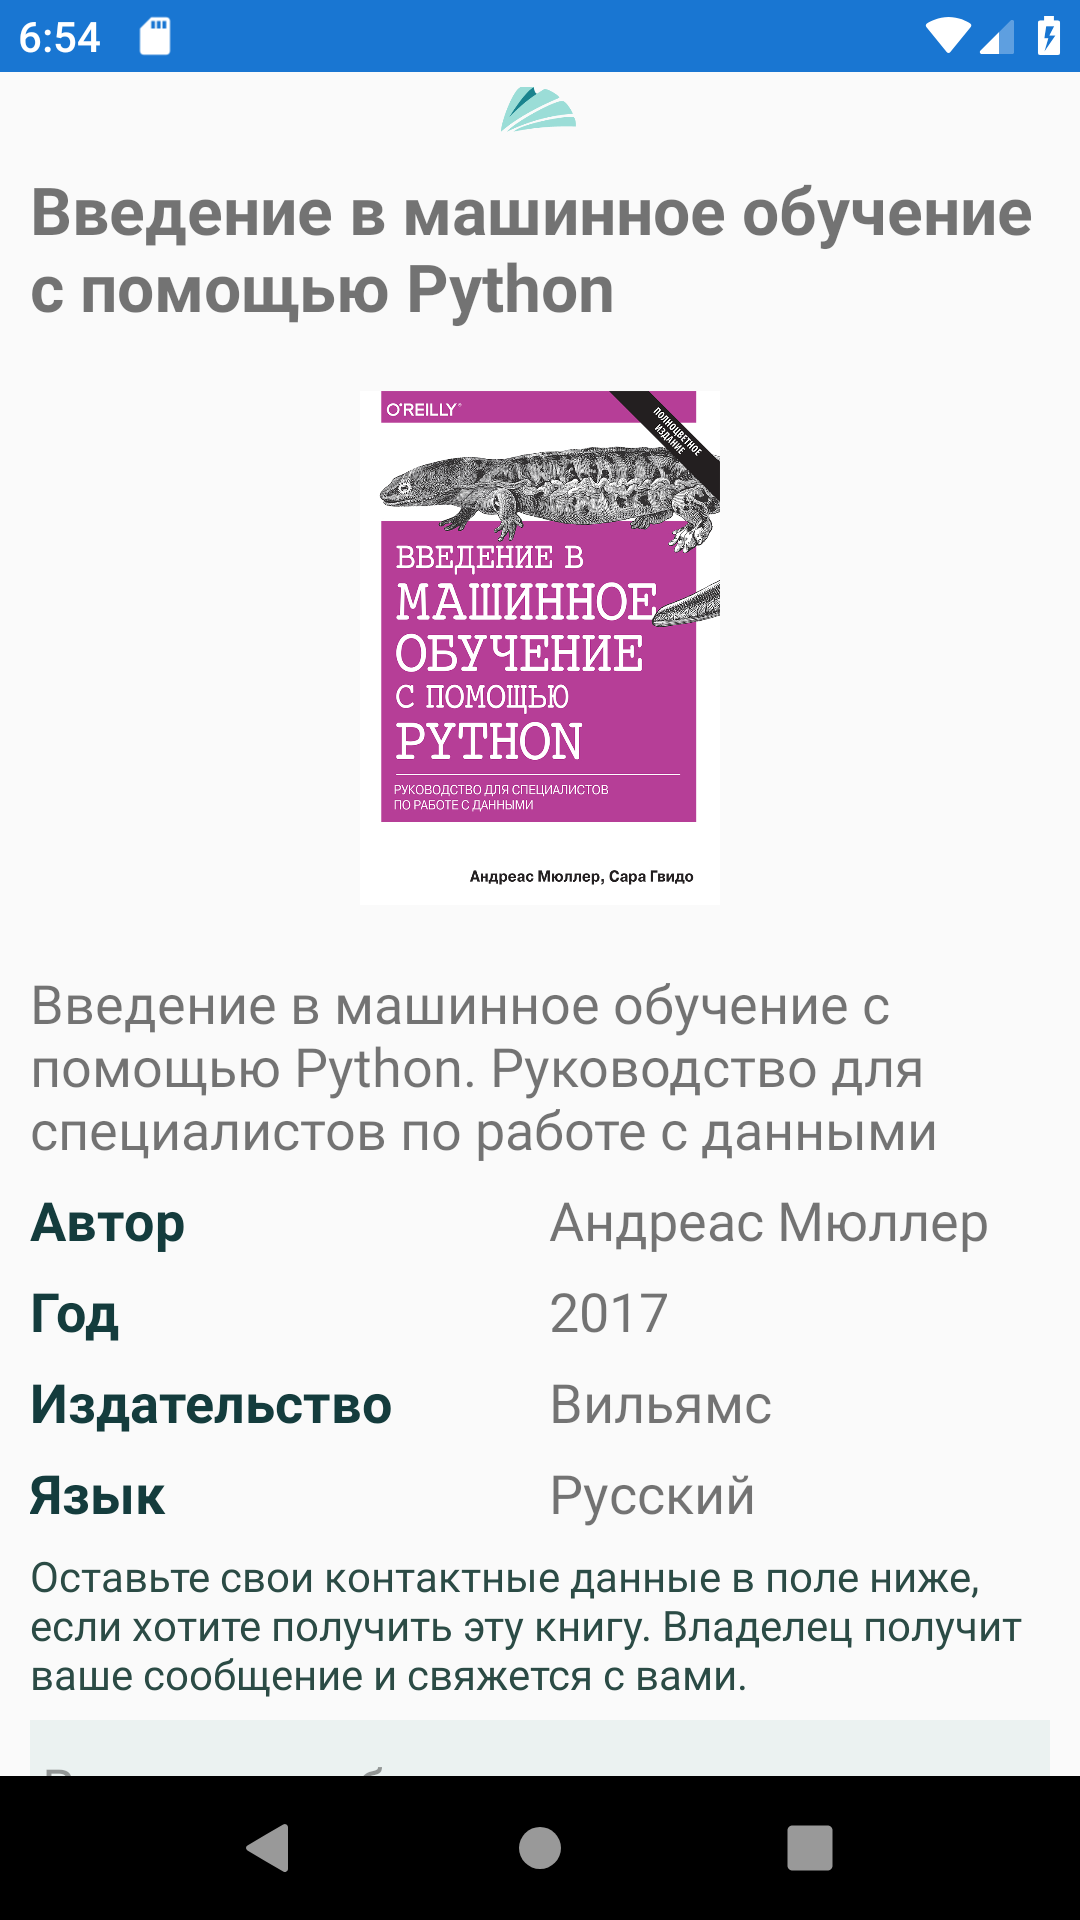 6:54
Введение в машинное обучение
с помощью Python
O'REILLY®
ПОЛНОЦВЕТНОЕ
ИЗДАНИЕ
ВВЕДЕНИЕ В
МАШИННОЕ
ОБУЧЕНИЕ
С ПОМОЩЬЮ
PYTHON
РУКОВОДСТВО ДЛЯ СПЕЦИАЛИСТОВ
ПО РАБОТЕ С ДАННЫМИ
Андреас Мюллер, Сара Гвидо
Введение в машинное обучение с
помощью Python. Руководство для
специалистов по работе с данными
Автор Андреас Мюллер
Год 2017
Издательство Вильямс
Язык Русский
Оставьте свои контактные данные в поле ниже,
если хотите получить эту книгу. Владелец получит
ваше сообщение и свяжется с вами.